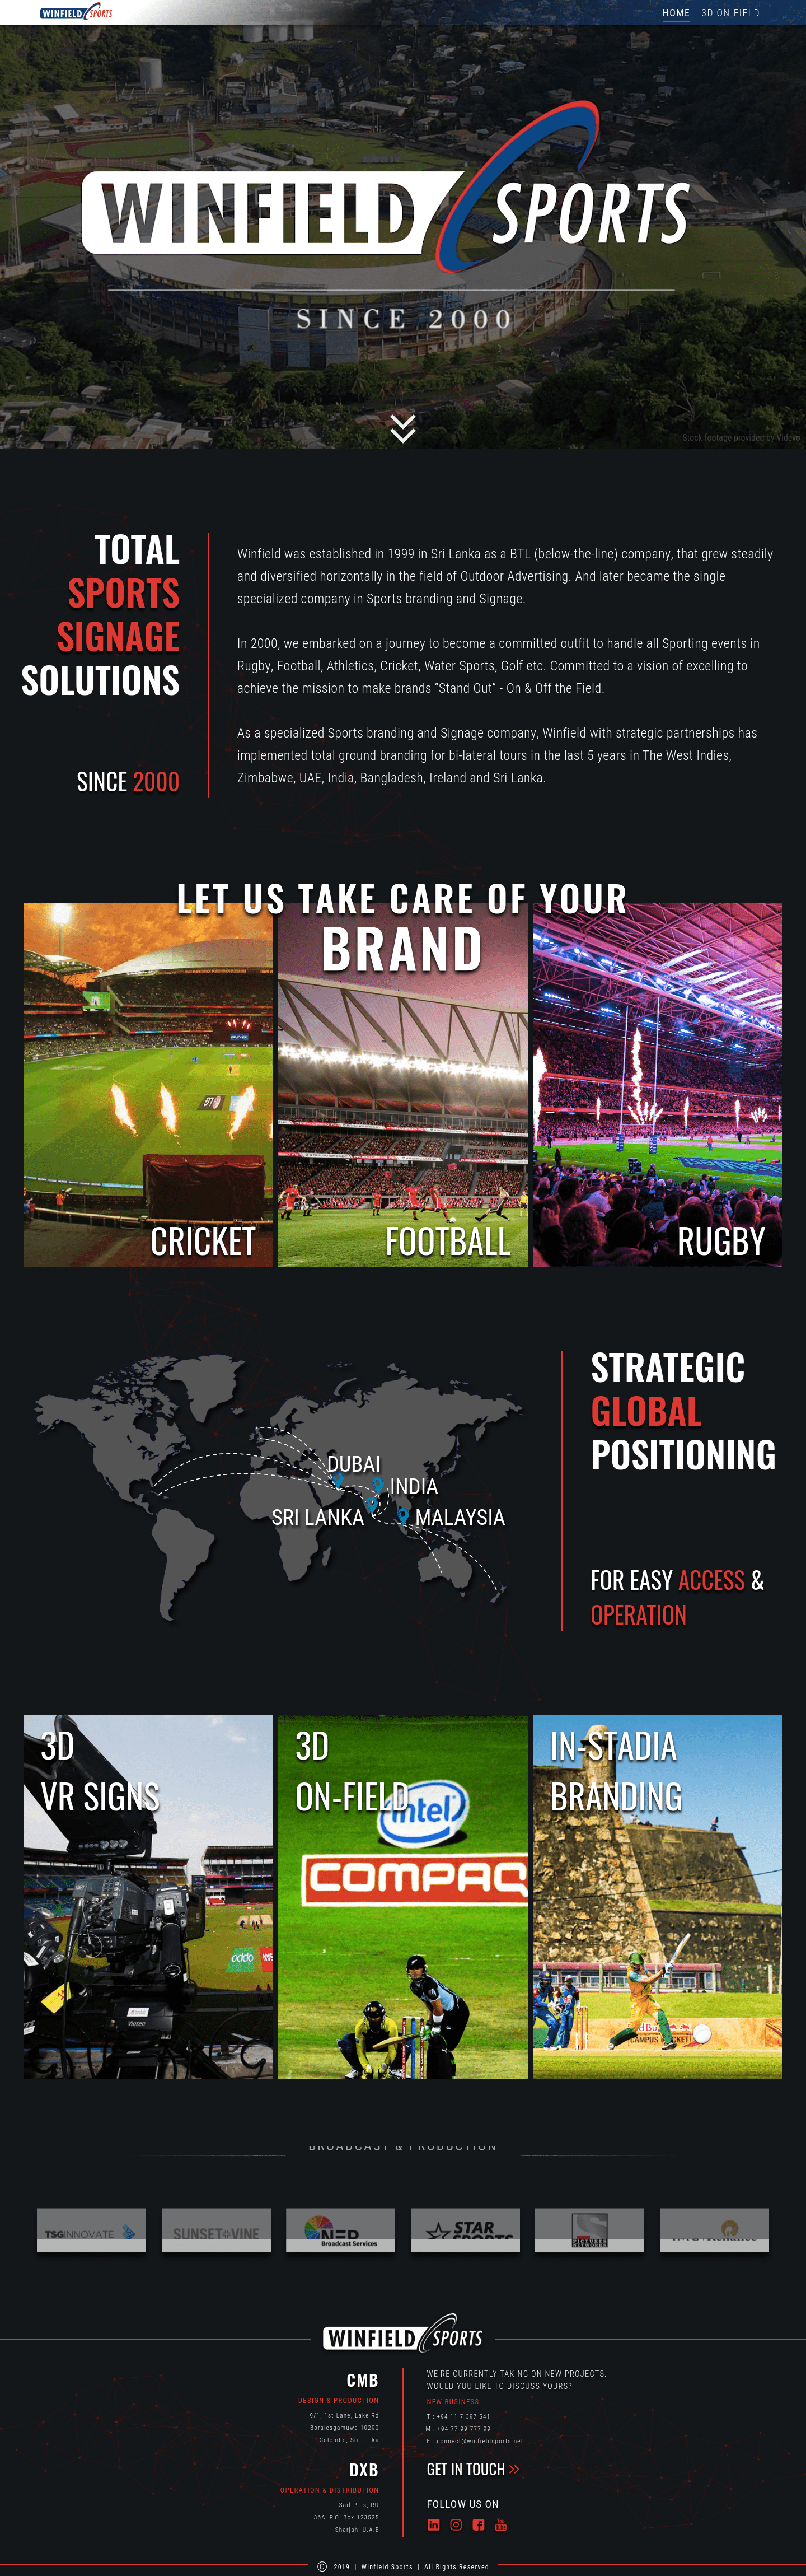 WINFIELD SPORTS
HOME 3D ON-FIELD
WINFIELD SPORTS
SINCE 2000
Stock footage provided by Videvo
TOTAL
SPORTS
SIGNAGE
SOLUTIONS
SINCE 2000
Winfield was established in 1999 in Sri Lanka as a BTL (below-the-line) company, that grew steadily
and diversified horizontally in the field of Outdoor Advertising. And later became the single
specialized company in Sports branding and Signage.
In 2000, we embarked on a journey to become a committed outfit to handle all Sporting events in
Rugby, Football, Athletics, Cricket, Water Sports, Golf etc. Committed to a vision of excelling to
achieve the mission to make brands “Stand Out” - On & Off the Field.
As a specialized Sports branding and Signage company, Winfield with strategic partnerships has
implemented total ground branding for bi-lateral tours in the last 5 years in The West Indies,
Zimbabwe, UAE, India, Bangladesh, Ireland and Sri Lanka.
LET US TAKE CARE OF YOUR
BRAND
CRICKET
FOOTBALL
RUGBY
DUBAI
INDIA
SRI LANKA
MALAYSIA
STRATEGIC
GLOBAL
POSITIONING
FOR EASY ACCESS &
OPERATION
3D
VR SIGNS
oddo
3D
ON-FIELD
intel
COMPAQ
IN-STADIA
BRANDING
CAMPUS CRICKET
BROADCAST & PRODUCTION
TSGINNOVATE
SUNSET+VINE
NEP
Broadcast Services
STAR
SPORTS
WINFIELD SPORTS
CMB
DESIGN & PRODUCTION
9/1, 1st Lane, Lake Rd
Boralesgamuwa 10290
Colombo, Sri Lanka
DXB
OPERATION & DISTRIBUTION
Saif Plus, RU
36A, P.O. Box 123525
Sharjah, U.A.E
WE'RE CURRENTLY TAKING ON NEW PROJECTS.
WOULD YOU LIKE TO DISCUSS YOURS?
NEW BUSINESS
T : +94 11 7 397 541
M : +94 77 99 777 99
E : connect@winfieldsports.net
GET IN TOUCH »
FOLLOW US ON
© 2019 | Winfield Sports | All Rights Reserved